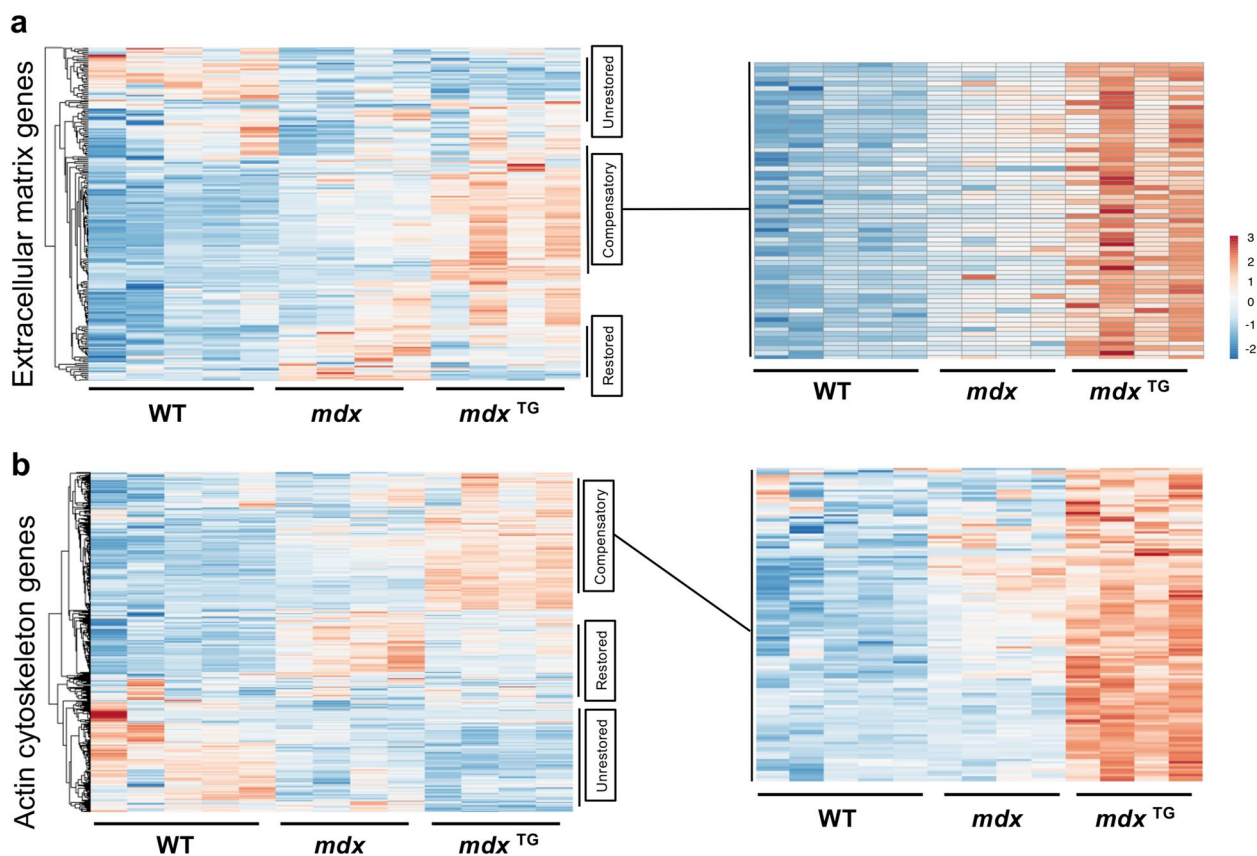 a
Extracellular matrix genes
Unrestored
Compensatory
Restored
WT
mdx
mdx TG
3
2
1
0
-1
-2
WT
mdx
mdx TG
b
Actin cytoskeleton genes
Compensatory
Restored
Unrestored
WT
mdx
mdx TG
WT
mdx
mdx TG